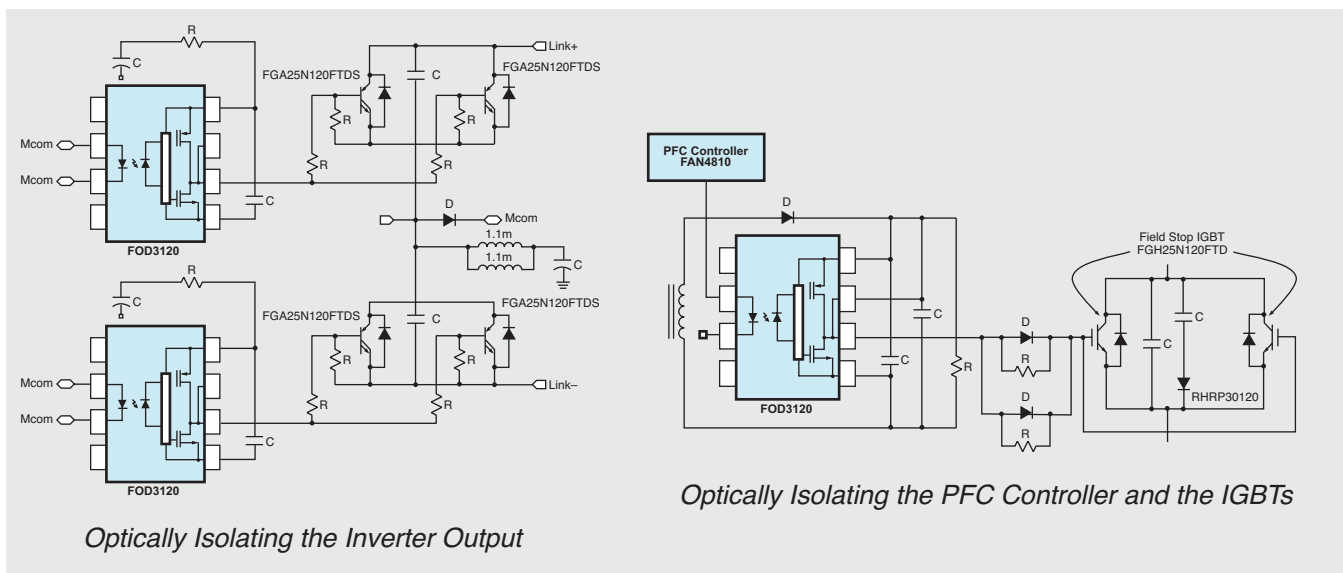 R
C
Link+
FGA25N120FTDS
C
FGA25N120FTDS
R
R
Mcom
Mcom
R
R
C
FOD3120
D
Mcom
1.1m
1.1m
C
R
C
FGA25N120FTDS
C
FGA25N120FTDS
R
R
Mcom
Link–
Mcom
R
R
C
FOD3120
Optically Isolating the Inverter Output
PFC Controller
FAN4810
D
Field Stop IGBT
FGH25N120FTD
C
C
R
D
R
D
R
C
C
RHRP30120
FOD3120
Optically Isolating the PFC Controller and the IGBTs